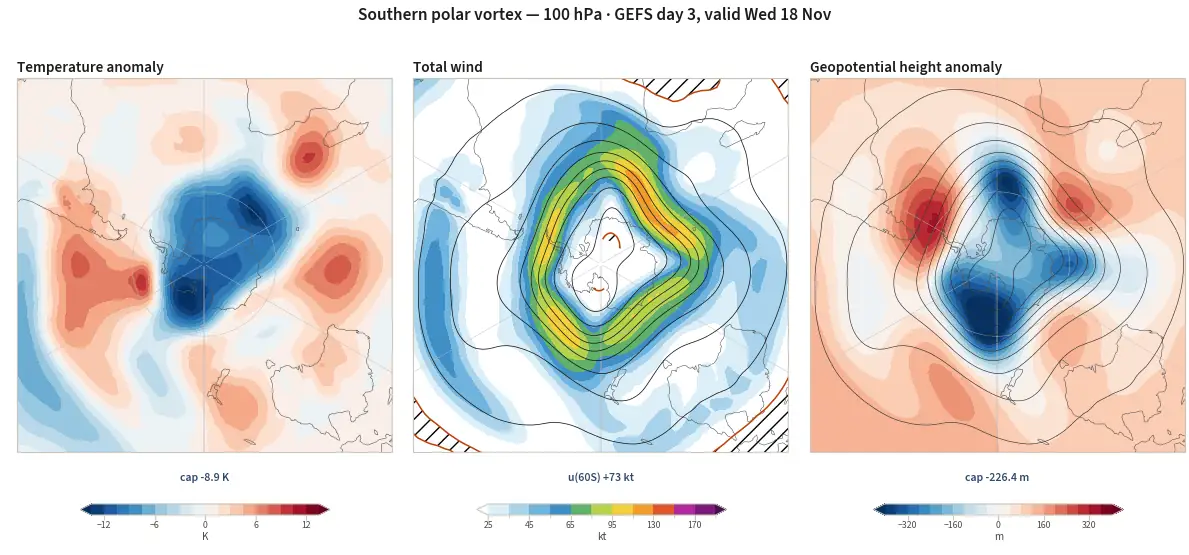 Southern polar vortex — 100 hPa · GEFS day 3, valid Wed 18 Nov
Temperature anomaly
Total wind
Geopotential height anomaly
cap -8.9 K
u(60S) +73 kt
cap -226.4 m
−12 −6 0 6 12
K
25 45 65 95 130 170
kt
−320 −160 0 160 320
m